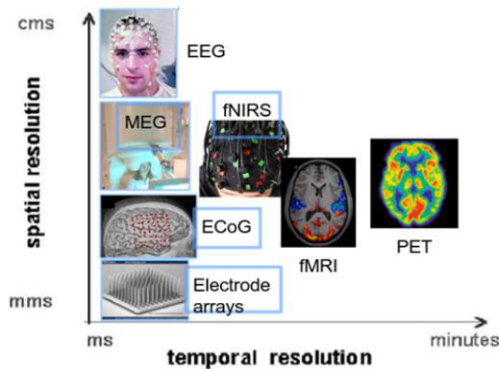 cms
EEG
MEG
fNIRS
spatial resolution
ECoG
fMRI
PET
Electrode
arrays
mms
ms
minutes
temporal resolution